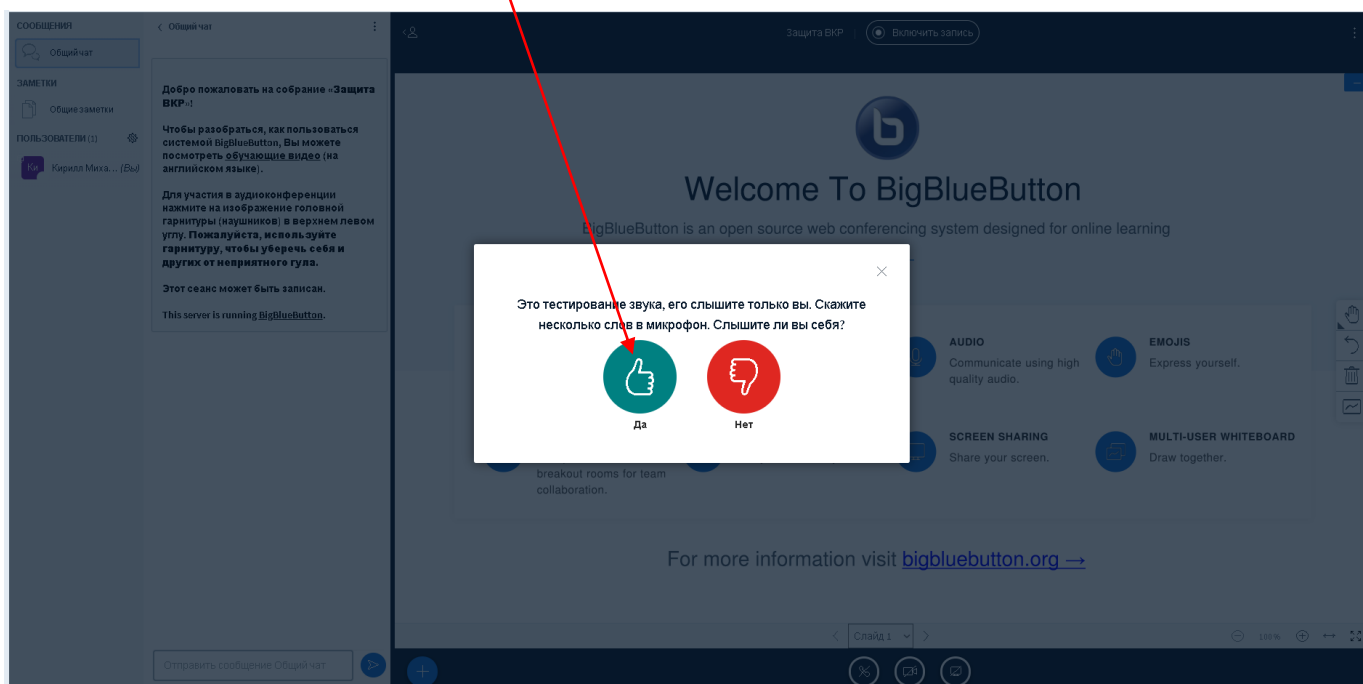 СООБЩЕНИЯ
Общий чат
ЗАМЕТКИ
Общие заметки
ПОЛЬЗОВАТЕЛИ (1)
Ки
Кирилл Миха... (Вы)
Общий чат
Добро пожаловать на собрание «Защита
ВКР»!
Чтобы разобраться, как пользоваться
системой BigBlueButton, Вы можете
посмотреть обучающие видео (на
английском языке).
Для участия в аудиоконференции
нажмите на изображение головной
гарнитуры (наушников) в верхнем левом
углу. Пожалуйста, используйте
гарнитуру, чтобы уберечь себя и
других от неприятного гула.
Этот сеанс может быть записан.
This server is running BigBlueButton.
Отправить сообщение Общий чат
Защита ВКР
Включить запись
Welcome To BigBlueButton
BigBlueButton is an open source web conferencing system designed for online learning
Это тестирование звука, его слышите только вы. Скажите
несколько слов в микрофон. Слышите ли вы себя?
Да
Нет
AUDIO
Communicate using high
quality audio.
EMOJIS
Express yourself.
breakout rooms for team
collaboration.
SCREEN SHARING
Share your screen.
MULTI-USER WHITEBOARD
Draw together.
For more information visit bigbluebutton.org →
Слайд 1
100%